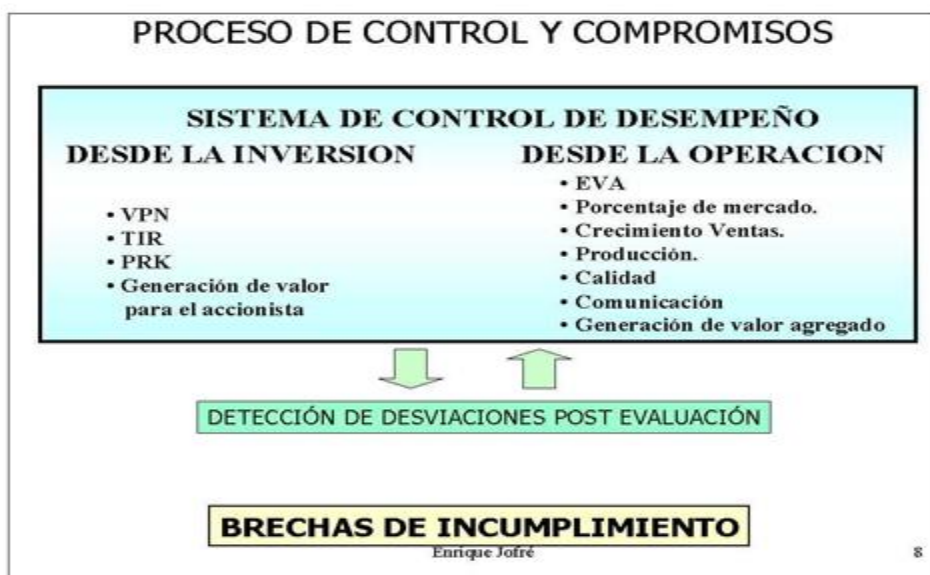 PROCESO DE CONTROL Y COMPROMISOS
SISTEMA DE CONTROL DE DESEMPEÑO
DESDE LA INVERSION
• VPN
• TIR
• PRK
• Generación de valor
para el accionista
DESDE LA OPERACION
• EVA
• Porcentaje de mercado.
• Crecimiento Ventas.
• Producción.
• Calidad
• Comunicación
• Generación de valor agregado
DETECCIÓN DE DESVIACIONES POST EVALUACIÓN
BRECHAS DE INCUMPLIMIENTO
Enrique Jofré
8